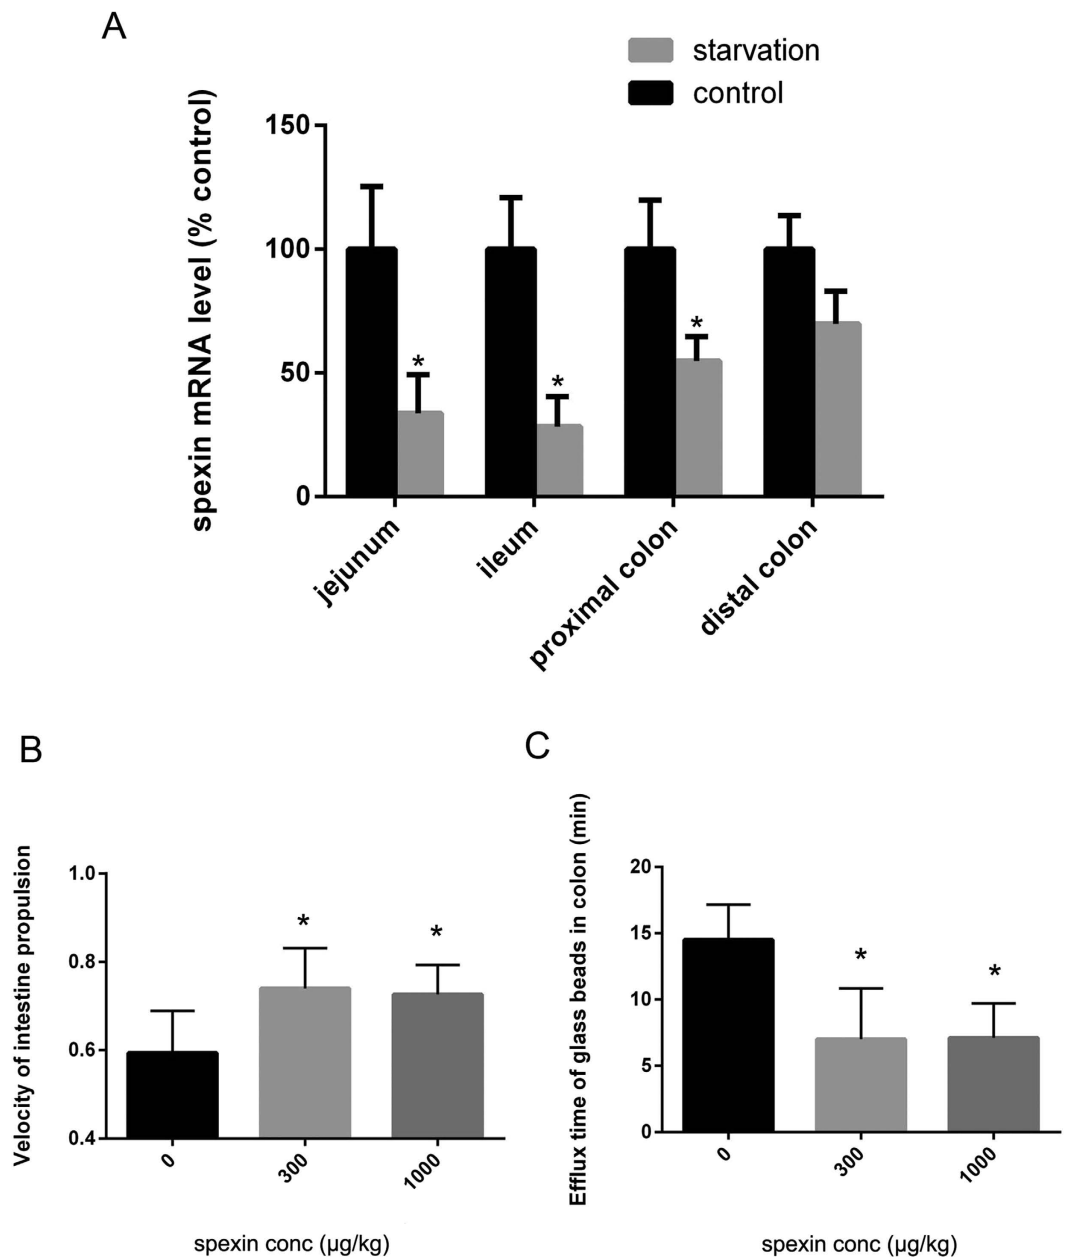 A
starvation
control
spexin mRNA level (% control)
150
100
50
0
*
*
*
jejunum
ileum
proximal colon
distal colon
B
Velocity of intestine propulsion
1.0
0.8
0.6
0.4
*
*
0
300
1000
spexin conc (µg/kg)
C
Efflux time of glass beads in colon (min)
20
15
10
5
0
*
*
0
300
1000
spexin conc (µg/kg)